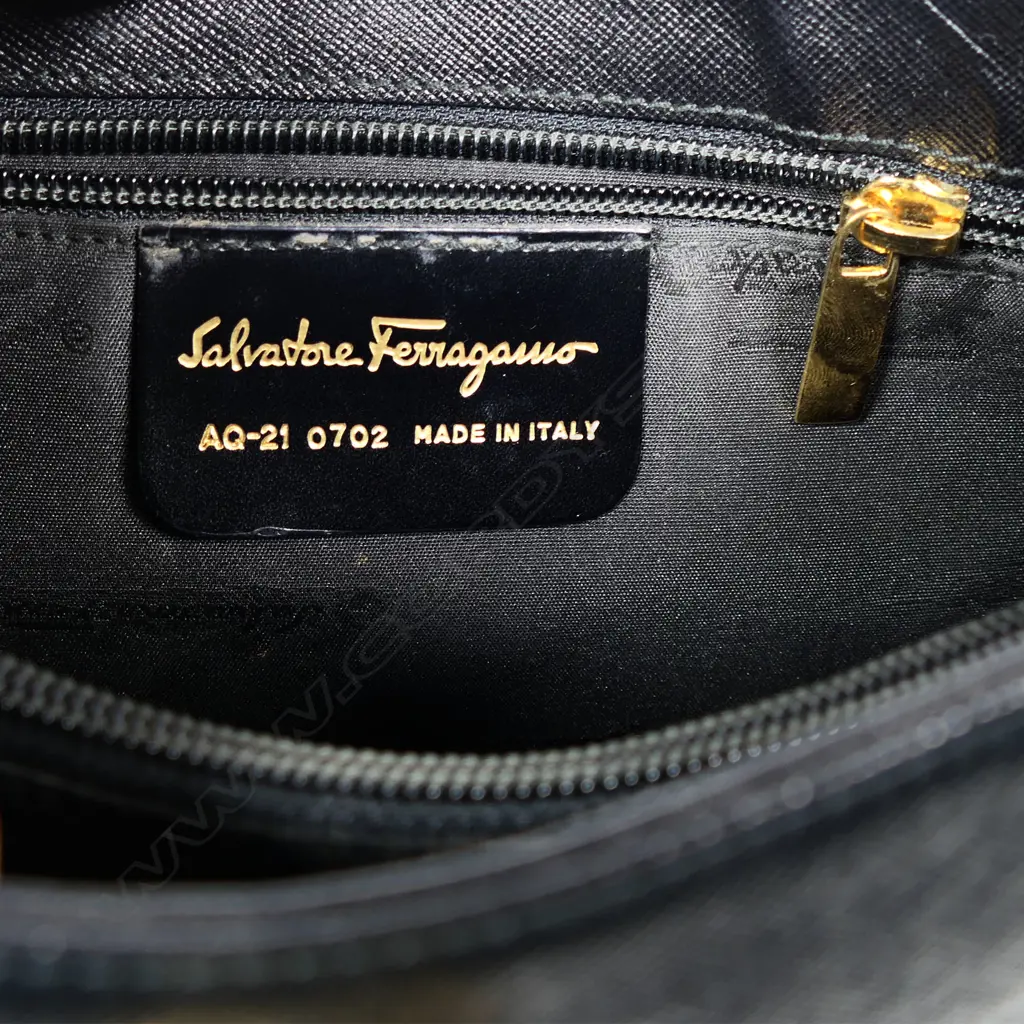 Salvatore Ferragamo
AQ-21 0702 MADE IN ITALY